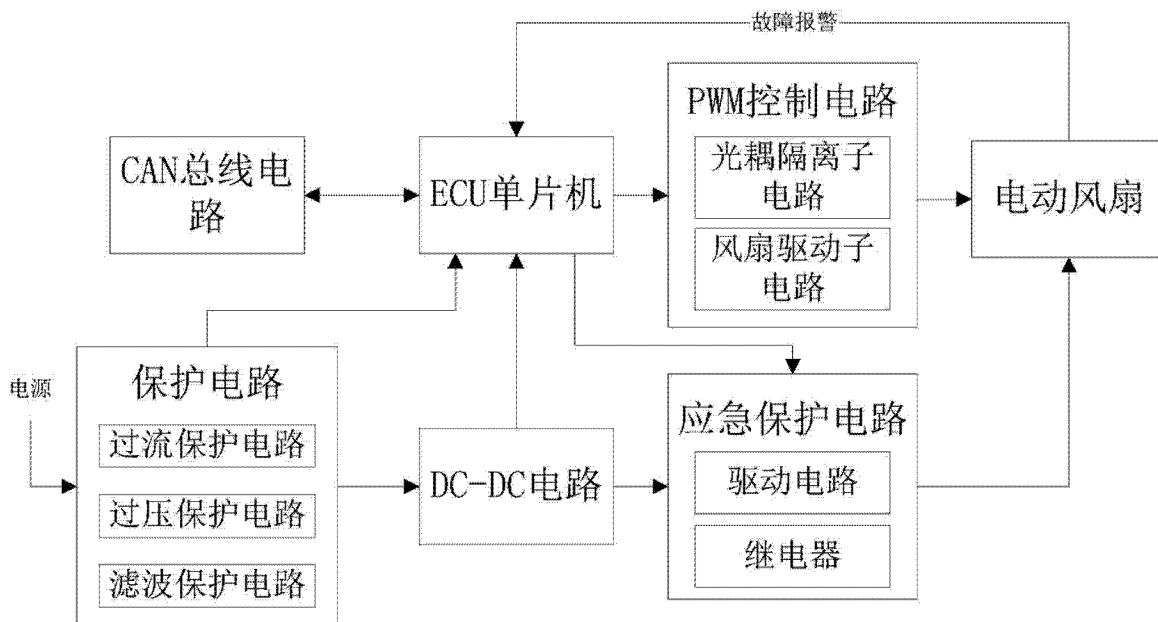 故障报警
PWM控制电路
光耦隔离子
电路
风扇驱动子
电路
CAN总线电
路
ECU单片机
电动风扇
电源
保护电路
过流保护电路
过压保护电路
滤波保护电路
DC-DC电路
应急保护电路
驱动电路
继电器